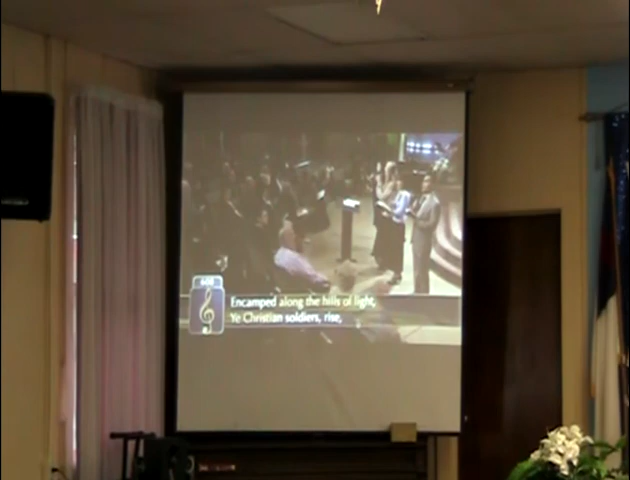 Encamped along the hills of light,
Ye Christian soldiers, rise,